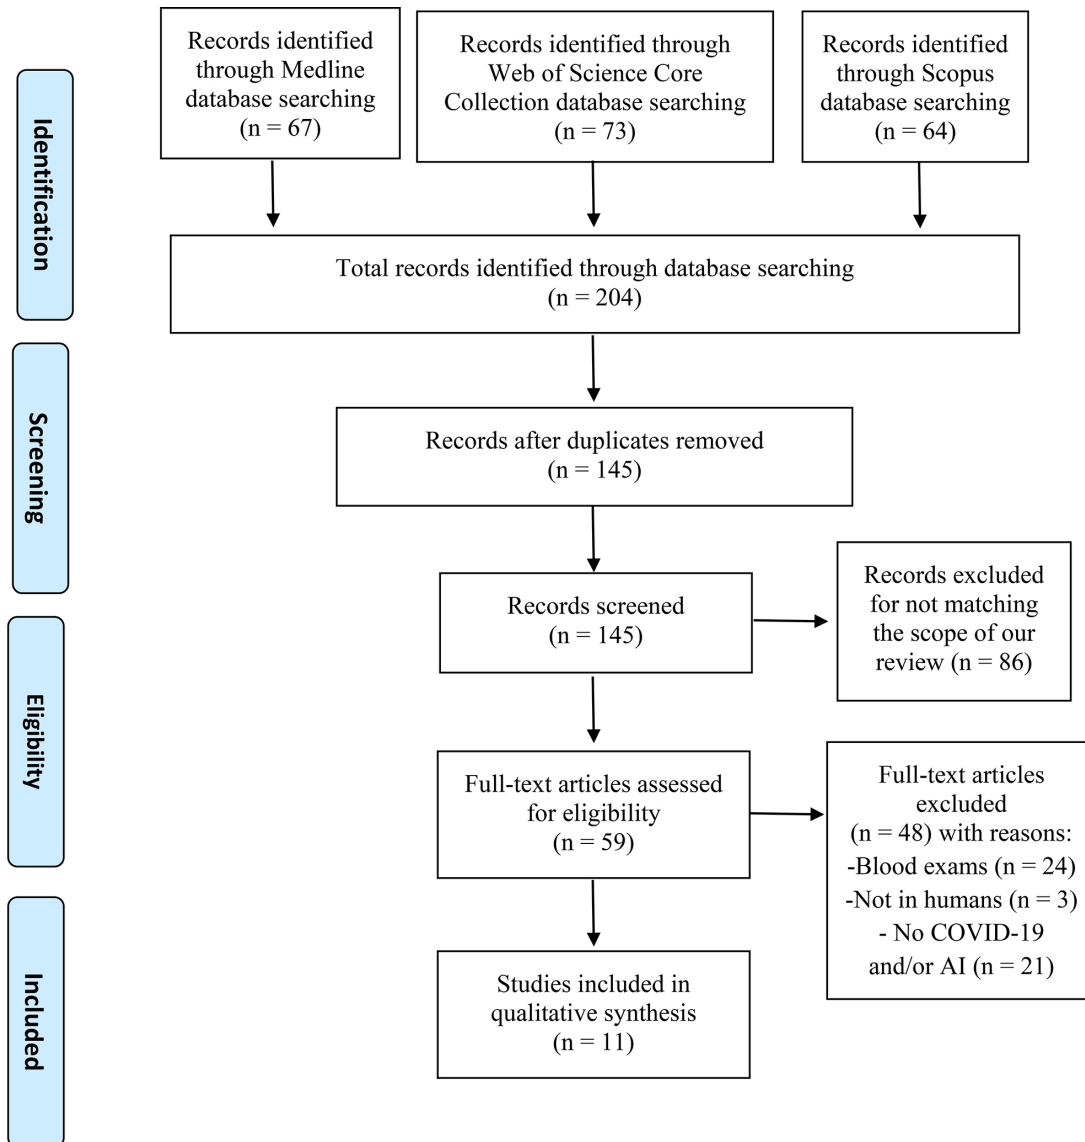 Records identified
through Medline
database searching
(n = 67)
Records identified through
Web of Science Core
Collection database searching
(n = 73)
Records identified
through Scopus
database searching
(n = 64)
Identification
Total records identified through database searching
(n = 204)
Screening
Records after duplicates removed
(n = 145)
Records screened
(n = 145)
Records excluded
for not matching
the scope of our
review (n = 86)
Eligibility
Full-text articles assessed
for eligibility
(n = 59)
Full-text articles
excluded
(n = 48) with reasons:
-Blood exams (n = 24)
-Not in humans (n = 3)
- No COVID-19
and/or AI (n = 21)
Included
Studies included in
qualitative synthesis
(n = 11)